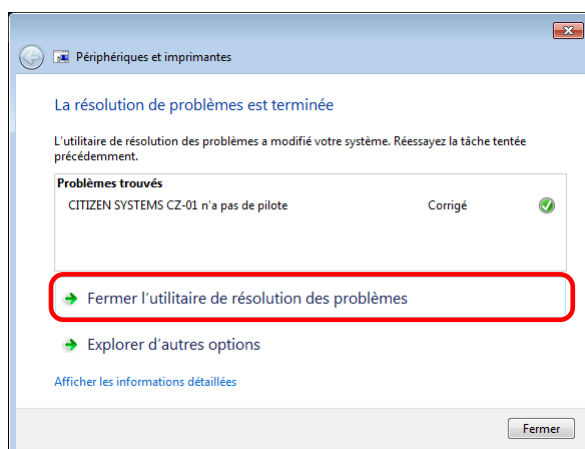 Périphériques et imprimantes
La résolution de problèmes est terminée
L'utilitaire de résolution des problèmes a modifié votre système. Réessayez la tâche tentée
précédemment.
Problèmes trouvés
CITIZEN SYSTEMS CZ-01 n'a pas de pilote Corrigé
Fermer l'utilitaire de résolution des problèmes
Explorer d'autres options
Afficher les informations détaillées
Fermer